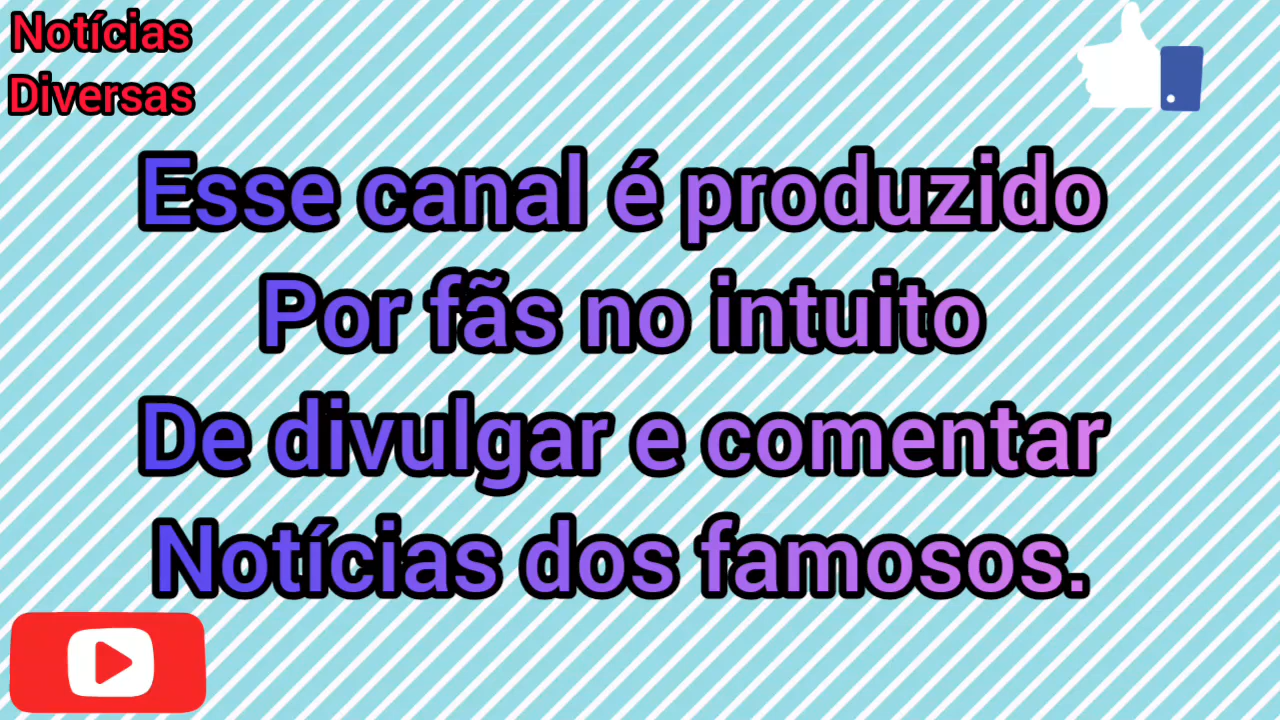 Notícias
Diversas
Esse canal é produzido
Por fãs no intuito
De divulgar e comentar
Notícias dos famosos.